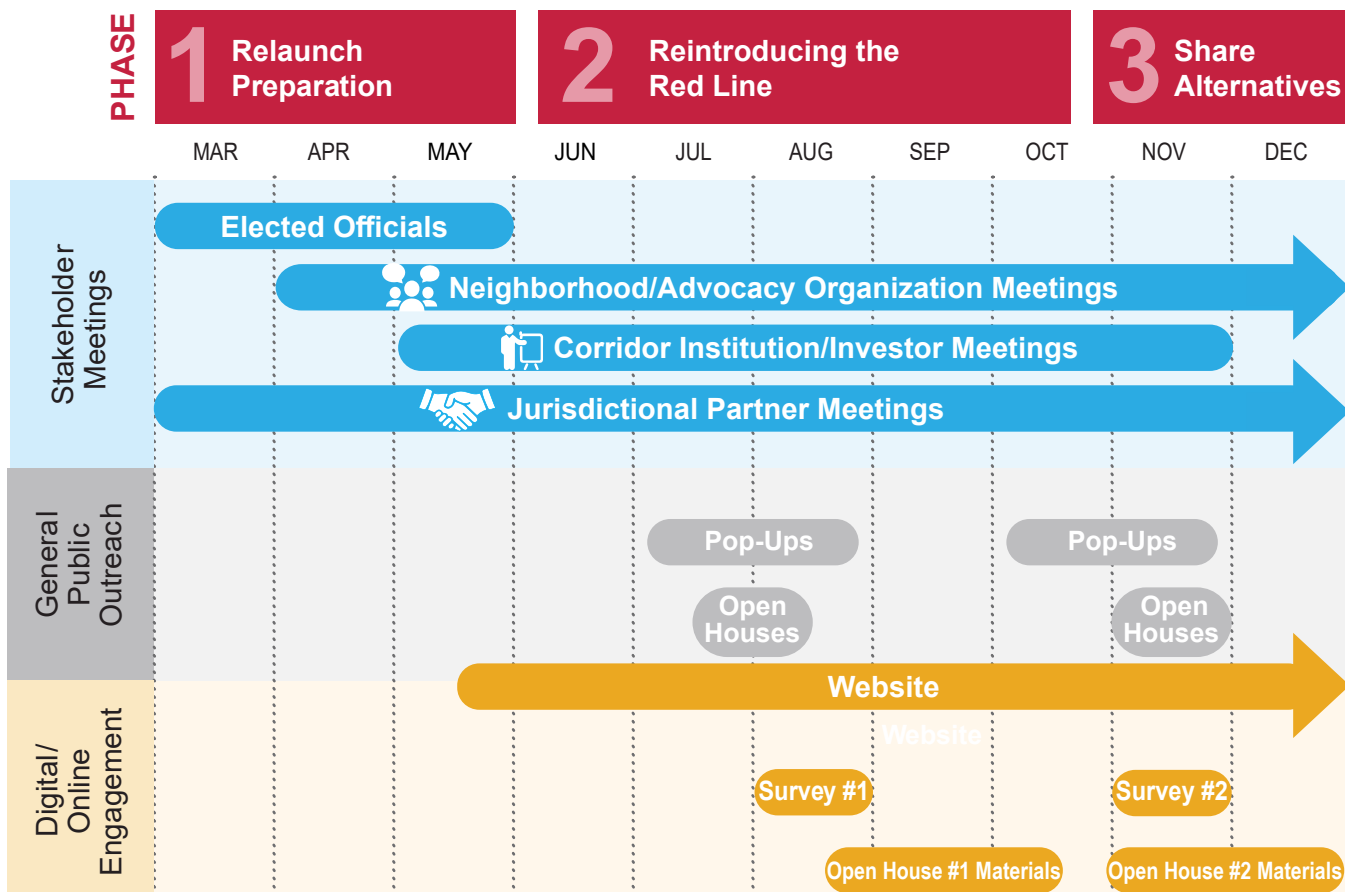 PHASE
1 Relaunch
Preparation
2 Reintroducing the
Red Line
3 Share
Alternatives
MAR APR MAY JUN JUL AUG SEP OCT NOV DEC
Stakeholder
Meetings
Elected Officials
Neighborhood/Advocacy Organization Meetings
Corridor Institution/Investor Meetings
Jurisdictional Partner Meetings
General
Public
Outreach
Pop-Ups Pop-Ups
Open
Houses
Open
Houses
Digital/
Online
Engagement
Website
Website
Survey #1 Survey #2
Open House #1 Materials Open House #2 Materials